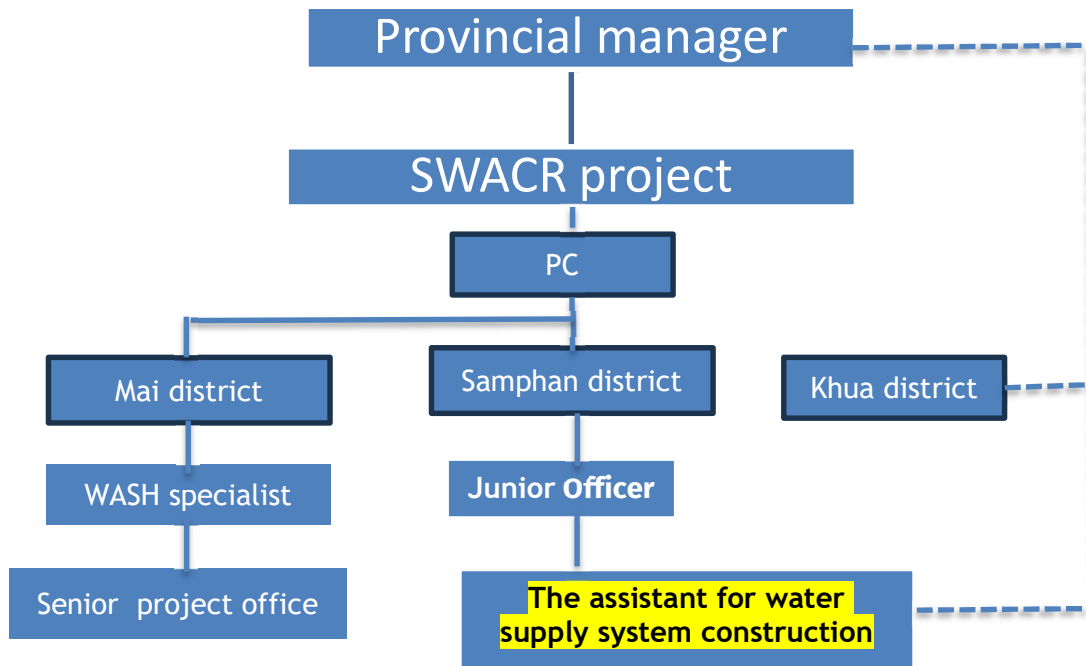 Provincial manager
SWACR project
PC
Mai district
Samphan district
Khua district
WASH specialist
Junior Officer
Senior project office
The assistant for water
supply system construction